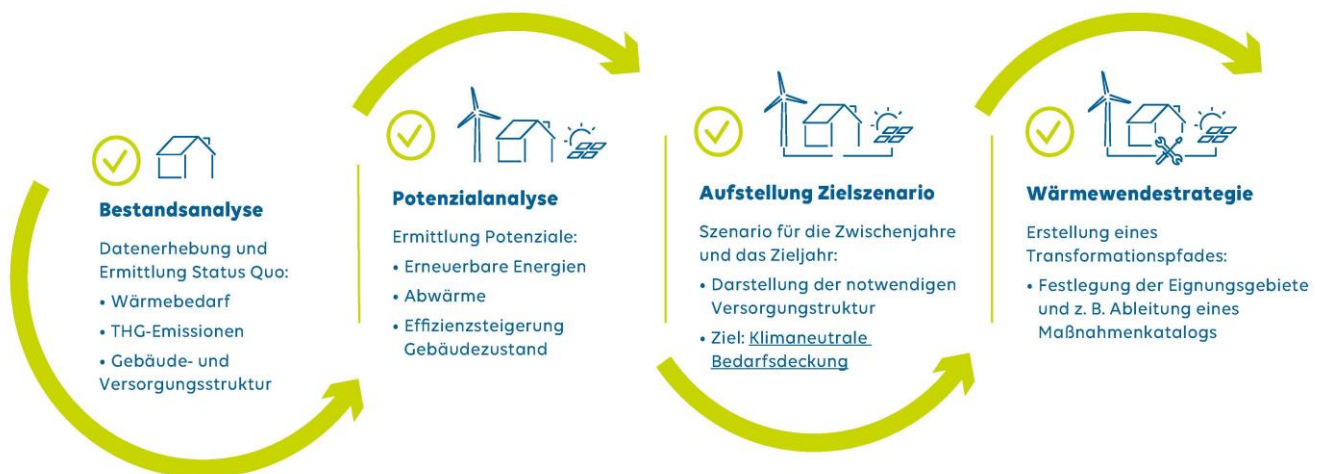 Bestandsanalyse
Datenerhebung und
Ermittlung Status Quo:
• Wärmebedarf
• THG-Emissionen
• Gebäude- und
Versorgungsstruktur
Potenzialanalyse
Ermittlung Potenziale:
• Erneuerbare Energien
• Abwärme
• Effizienzsteigerung
Gebäudezustand
Aufstellung Zielszenario
Szenario für die Zwischenjahre
und das Zieljahr:
• Darstellung der notwendigen
Versorgungstruktur
• Ziel: Klimaneutrale
Bedarfsdeckung
Wärmewendestrategie
Erstellung eines
Transformationspfades:
• Festlegung der Eignungsgebiete
und z. B. Ableitung eines
Maßnahmenkatalogs